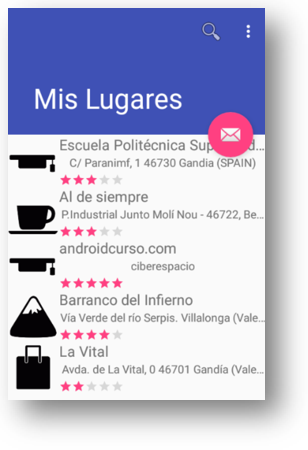 Mis Lugares
Escuela Politécnica Sup
C/ Paranimf, 1 46730 Gandia (SPAIN)
Al de siempre
P.Industrial Junto Molí Nou - 46722, Be...
androidcurso.com
ciberespacio
Barranco del Infierno
Vía Verde del río Serpis. Villalonga (Vale...
La Vital
Avda. de La Vital, 0 46701 Gandía (Vale...